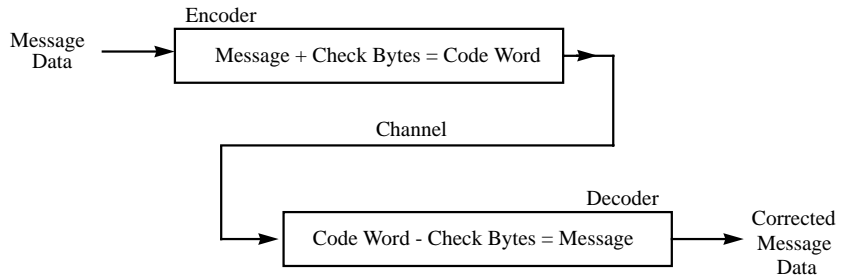 Encoder
Message
Data
Message + Check Bytes = Code Word
Channel
Decoder
Code Word - Check Bytes = Message
Corrected
Message
Data